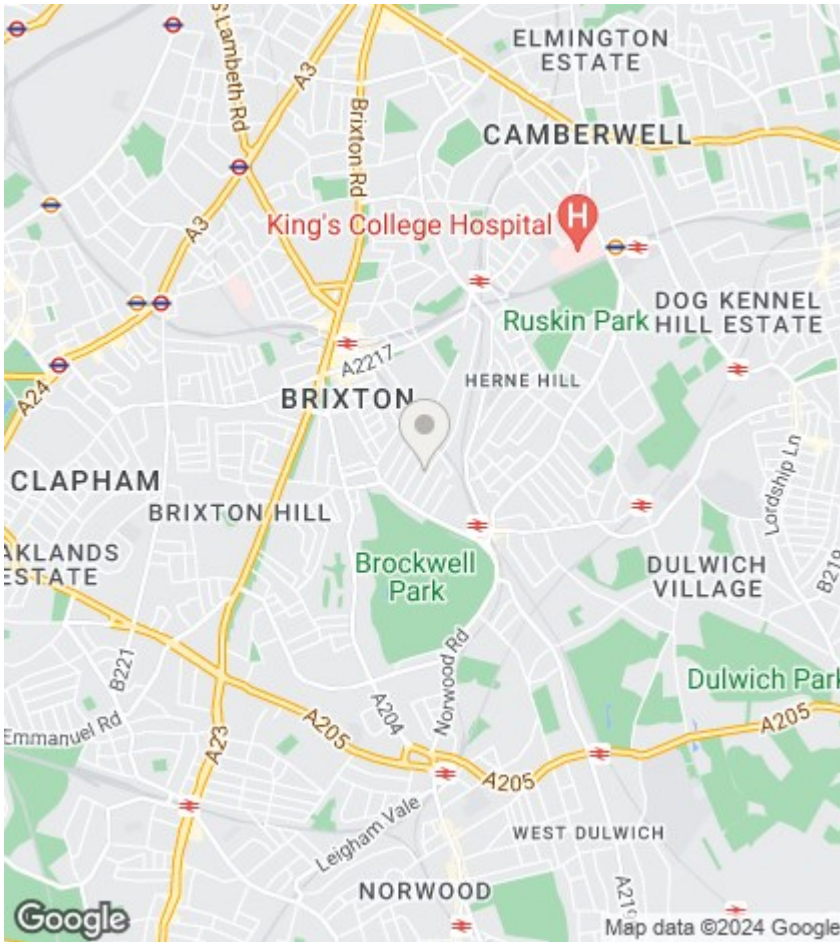 ELMINGTON
ESTATE
S Lambeth Rd
A3
Brixton Rd
CAMBERWELL
A3
King's College Hospital
H
DOG KENNEL
HILL ESTATE
Ruskin Park
A2217
HERNE HILL
A24
BRIXTON
CLAPHAM
Lordship Ln
BRIXTON HILL
AKLANDS
ESTATE
Brockwell
Park
DULWICH
VILLAGE
B219
B221
Norwood Rd
Dulwich Park
A204
Emmanuel Rd
A23
A205
A205
A205
Leigham Vale
WEST DULWICH
NORWOOD
A219
Google
Map data ©2024 Google